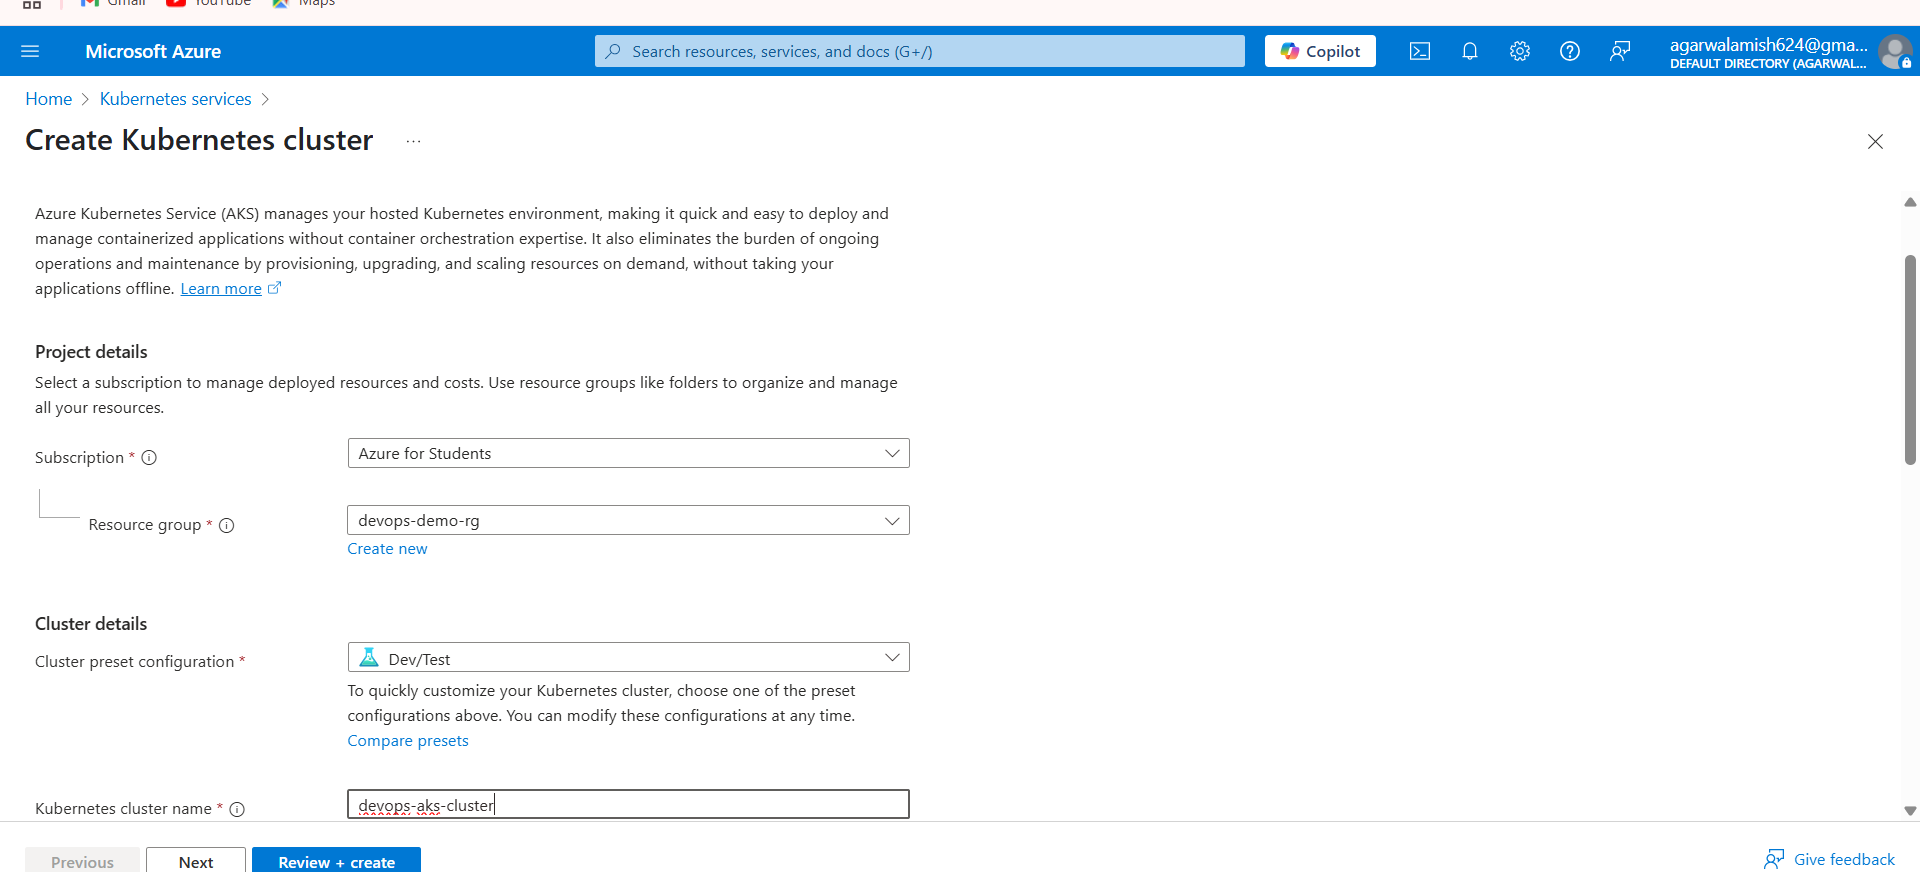 Gmail YouTube Maps
Microsoft Azure
Search resources, services, and docs (G+/)
Copilot
agarwalamish624@gma...
DEFAULT DIRECTORY (AGARWAL...
Home > Kubernetes services >
Create Kubernetes cluster ...
Azure Kubernetes Service (AKS) manages your hosted Kubernetes environment, making it quick and easy to deploy and
manage containerized applications without container orchestration expertise. It also eliminates the burden of ongoing
operations and maintenance by provisioning, upgrading, and scaling resources on demand, without taking your
applications offline. Learn more
Project details
Select a subscription to manage deployed resources and costs. Use resource groups like folders to organize and manage
all your resources.
Subscription *
Azure for Students
Resource group *
devops-demo-rg
Create new
Cluster details
Cluster preset configuration *
Dev/Test
To quickly customize your Kubernetes cluster, choose one of the preset
configurations above. You can modify these configurations at any time.
Compare presets
Kubernetes cluster name *
devops-aks-cluster
Previous
Next
Review + create
Give feedback